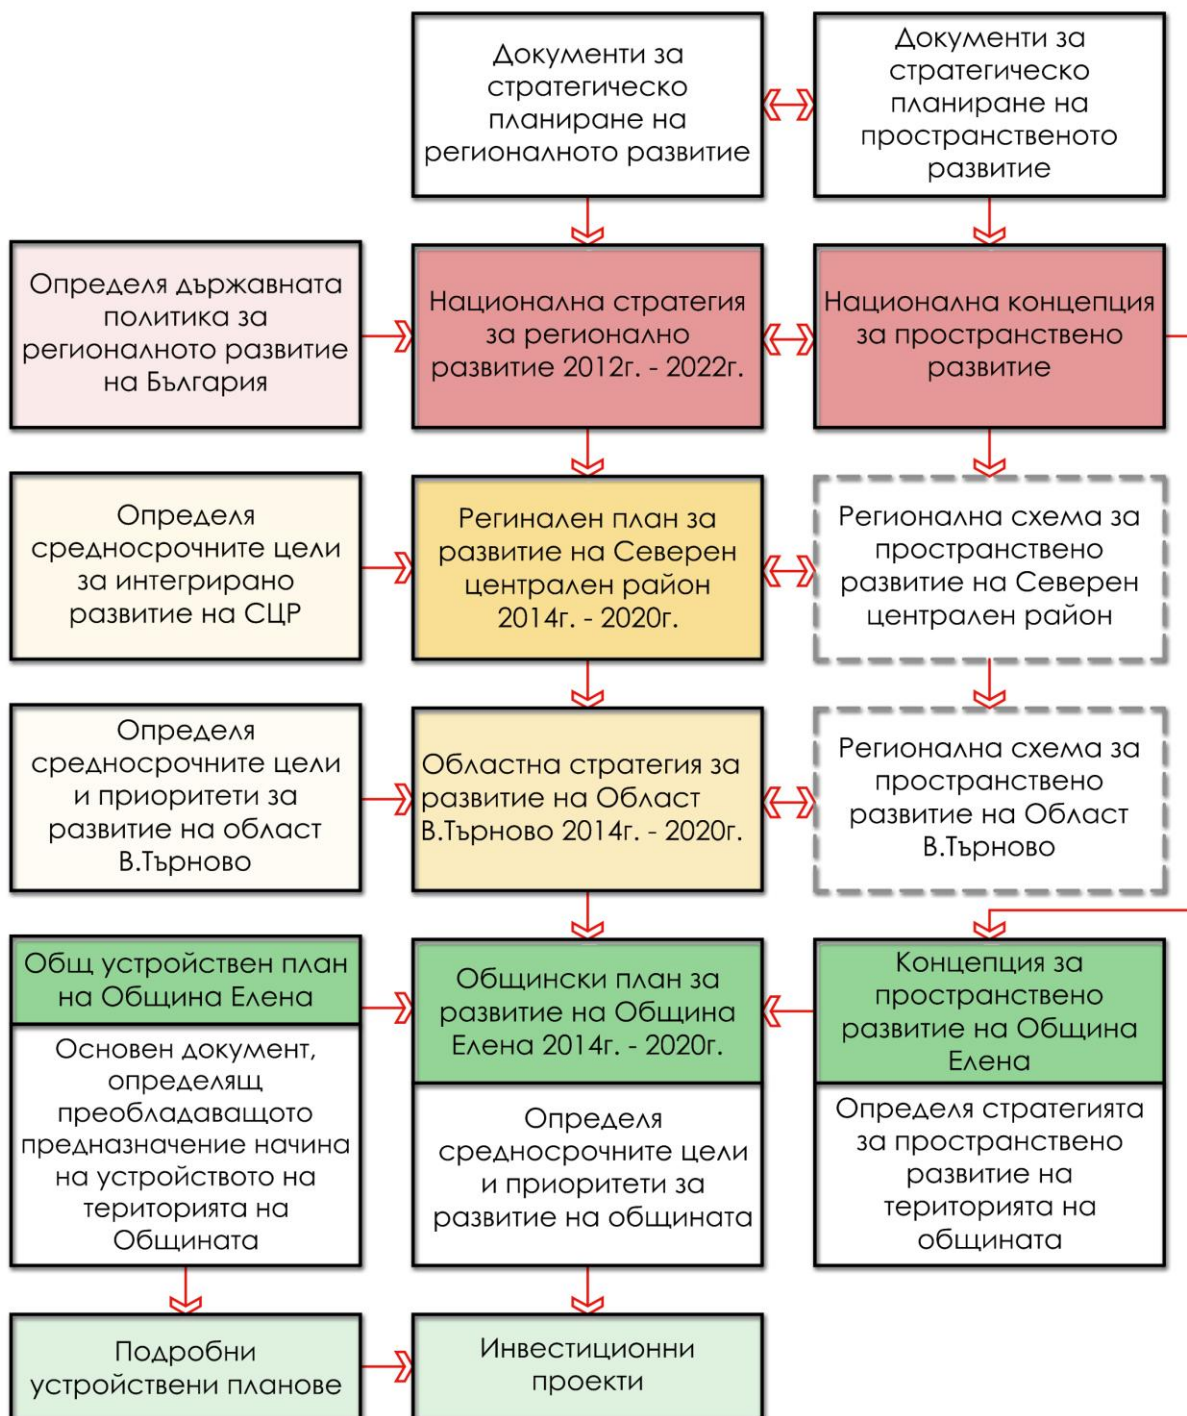 Документи за
стратегическо
планиране на
регионалното развитие
Документи за
стратегическо
планиране на
пространственото
развитие
Определя държавната
политика за
регионалното развитие
на България
Национална стратегия
за регионално
развитие 2012г. - 2022г.
Национална концепция
за пространствено
развитие
Определя
средносрочните цели
за интегрирано
развитие на СЦР
Регинален план за
развитие на Северен
централен район
2014г. - 2020г.
Регионална схема за
пространствено
развитие на Северен
централен район
Определя
средносрочните цели
и приоритети за
развитие на област
В.Търново
Областна стратегия за
развитие на Област
В.Търново 2014г. - 2020г.
Регионална схема за
пространствено
развитие на Област
В.Търново
Общ устройствен план
на Община Елена
Основен документ,
определящ
преобладаващото
предназначение начина
на устройството на
територията на
Общината
Общински план за
развитие на Община
Елена 2014г. - 2020г.
Определя
средносрочните цели
и приоритети за
развитие на общината
Концепция за
пространствено
развитие на Община
Елена
Определя стратегията
за пространствено
развитие на
територията на
общината
Подробни
устройствени планове
Инвестиционни
проекти